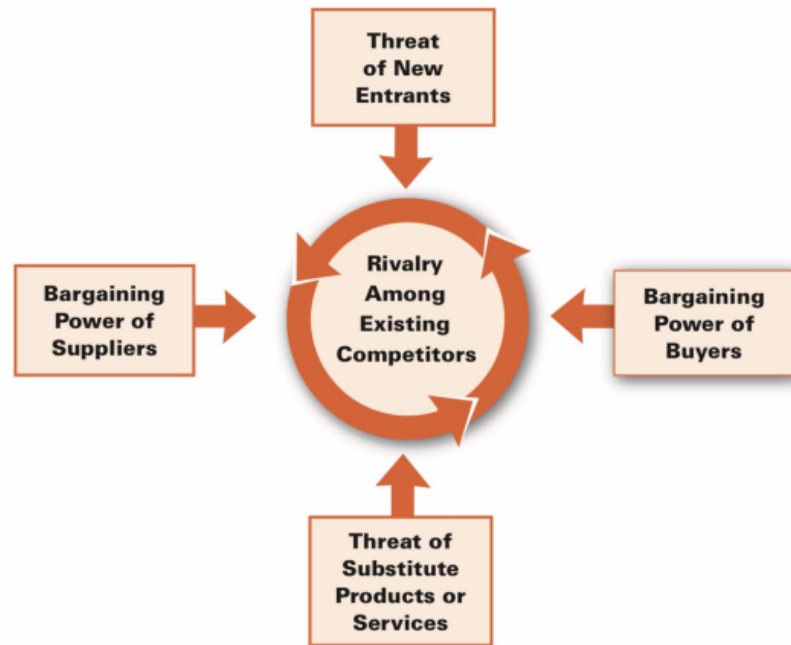 Threat
of New
Entrants
Rivalry
Among
Existing
Competitors
Bargaining
Power of
Suppliers
Bargaining
Power of
Buyers
Threat of
Substitute
Products or
Services